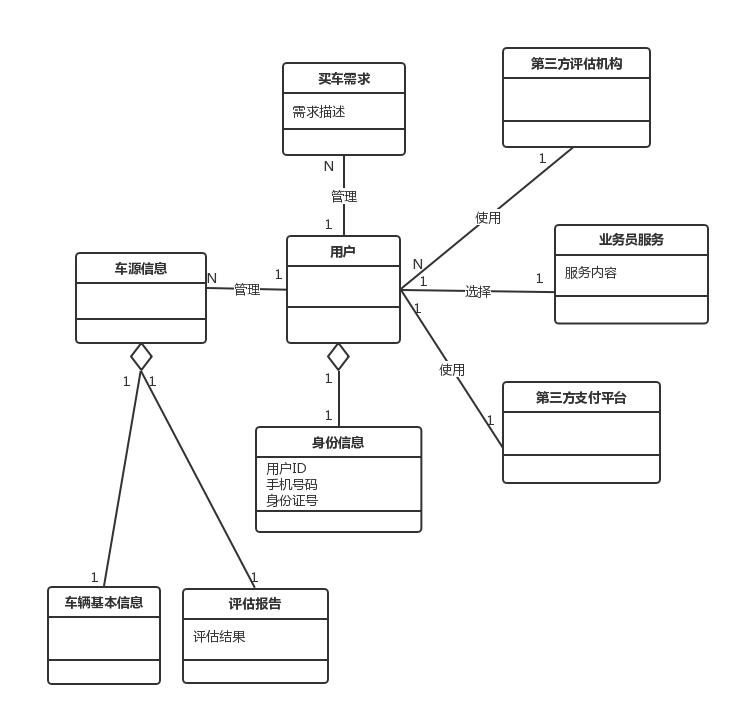 第三方评估机构
买车需求
需求描述
1
N
管理
使用
1
用户
业务员服务
车源信息
N
服务内容
N
1
1
1
管理
选择
1
使用
1
1
1
1
1
1
第三方支付平台
身份信息
用户ID
手机号码
身份证号
1
1
车辆基本信息
评估报告
评估结果